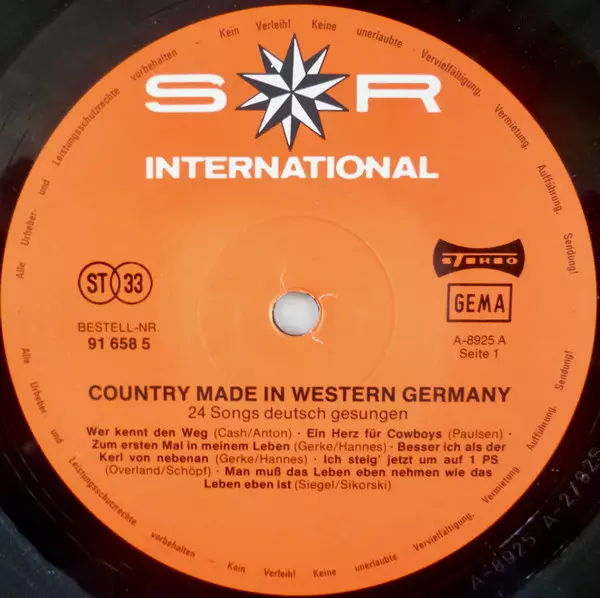 Alle Urheber- und Leistungsschutzrechte vorbehalten · Kein Verleih! · Keine unerlaubte · Vervielfältigung, Vermietung, Aufführung, Sendung!
S R
INTERNATIONAL
ST 33
STEREO
GEMA
BESTELL-NR.
91 658 5
A-8925 A
Seite 1
COUNTRY MADE IN WESTERN GERMANY
24 Songs deutsch gesungen
Wer kennt den Weg (Cash/Anton) · Ein Herz für Cowboys (Paulsen) ·
Zum ersten Mal in meinem Leben (Gerke/Hannes) · Besser ich als der
Kerl von nebenan (Gerke/Hannes) · Ich steig' jetzt um auf 1 PS
(Overland/Schöpf) · Man muß das Leben eben nehmen wie das
Leben eben ist (Siegel/Sikorski)
Alle Urheber- und Leistungsschutzrechte vorbehalten - Kein Verleih! Keine unerlaubte Vervielfältigung, Vermietung, Aufführung, Sendung!
A-8925 A-2/825